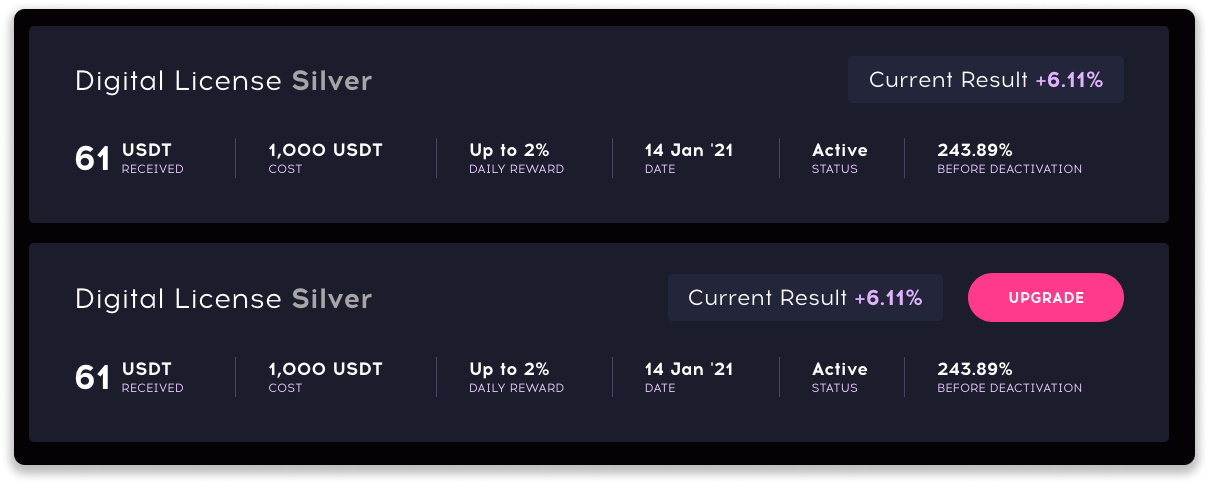 Digital License Silver
Current Result +6.11%
61 USDT RECEIVED
1,000 USDT COST
Up to 2% DAILY REWARD
14 Jan '21 DATE
Active STATUS
243.89% BEFORE DEACTIVATION
Digital License Silver
Current Result +6.11%
UPGRADE
61 USDT RECEIVED
1,000 USDT COST
Up to 2% DAILY REWARD
14 Jan '21 DATE
Active STATUS
243.89% BEFORE DEACTIVATION